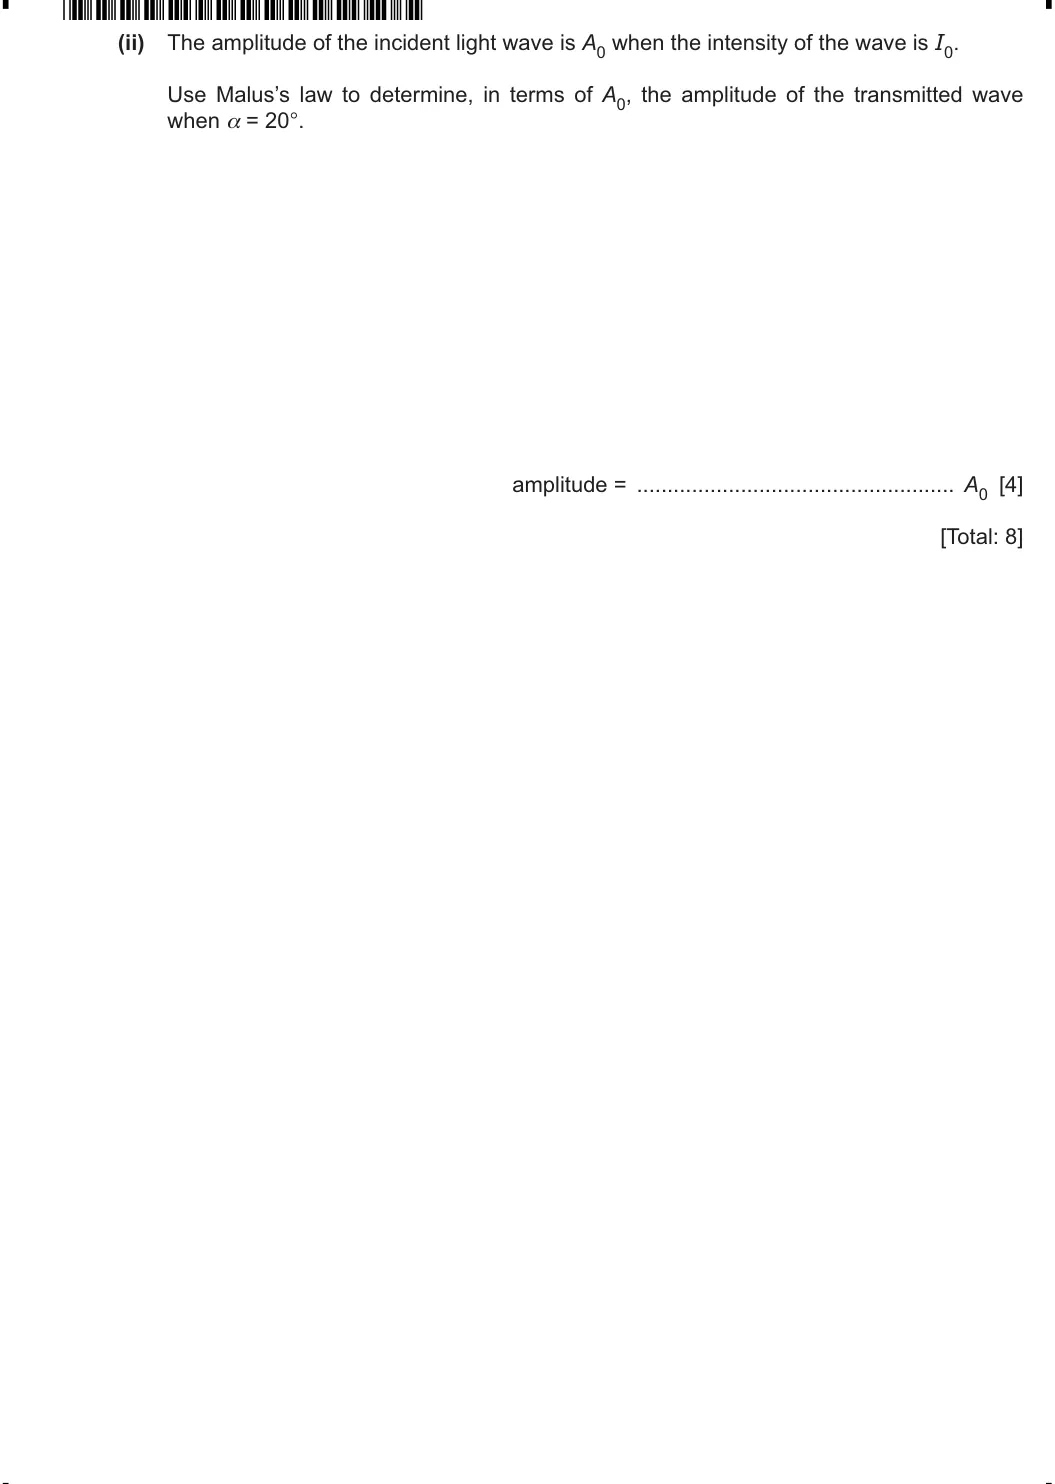 (ii) The amplitude of the incident light wave is A0 when the intensity of the wave is I0.
Use Malus’s law to determine, in terms of A0, the amplitude of the transmitted wave
when α = 20°.
amplitude = .................................................... A0 [4]
[Total: 8]